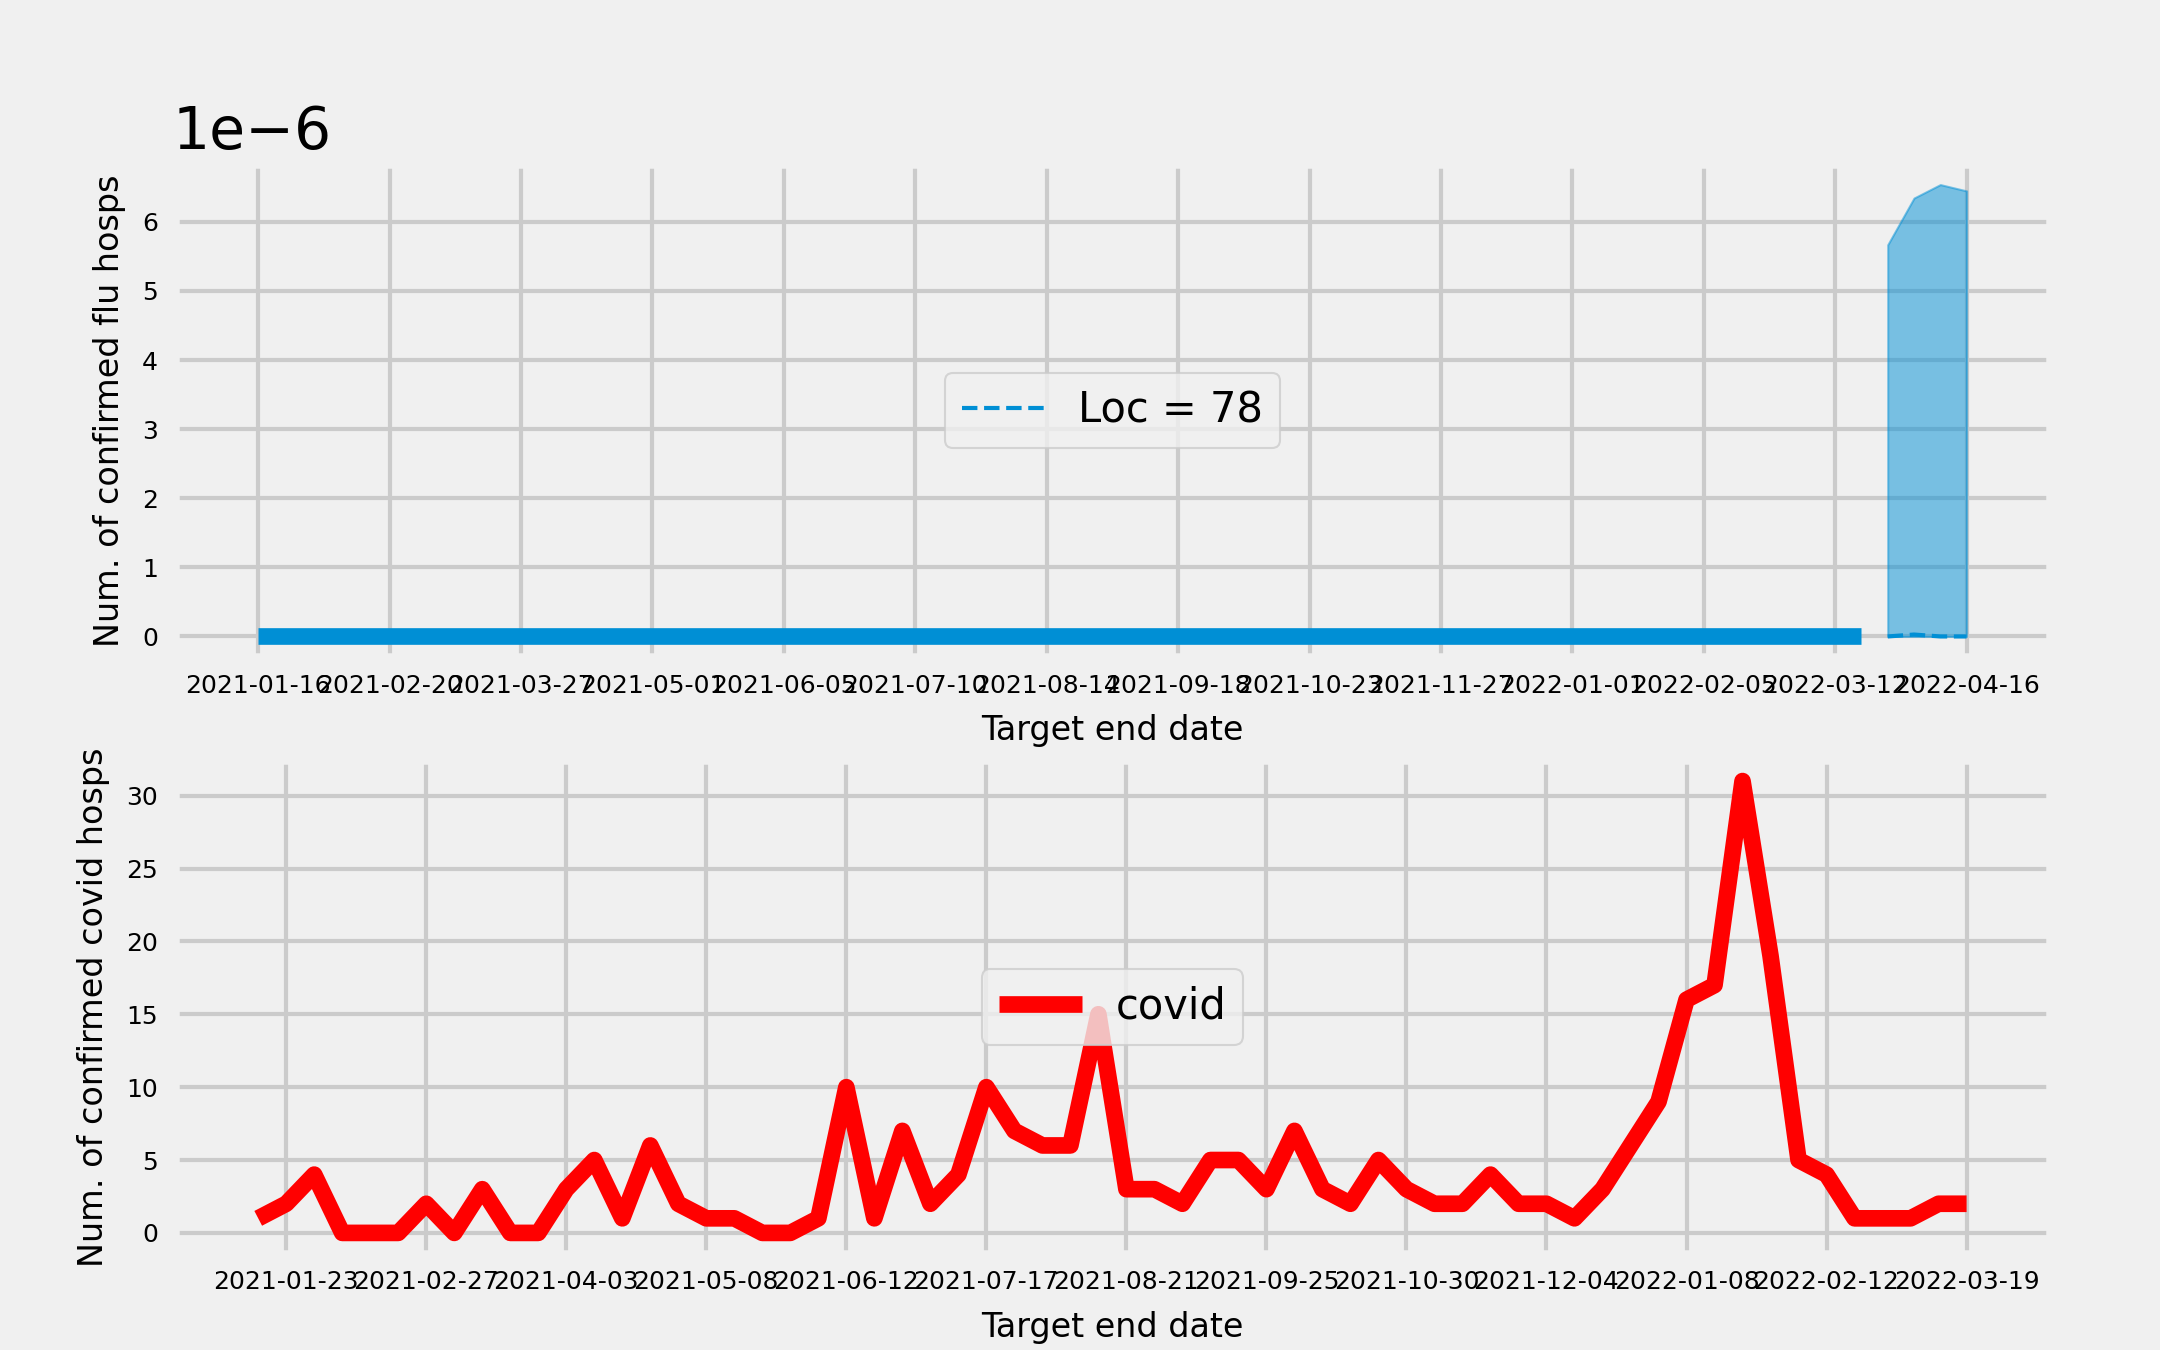 1e−6
Num. of confirmed flu hosps
6
5
4
3
2
1
0
Loc = 78
2021-01-16 2021-02-20 2021-03-27 2021-05-01 2021-06-05 2021-07-10 2021-08-14 2021-09-18 2021-10-23 2021-11-27 2022-01-01 2022-02-05 2022-03-12 2022-04-16
Target end date
Num. of confirmed covid hosps
30
25
20
15
10
5
0
covid
2021-01-23 2021-02-27 2021-04-03 2021-05-08 2021-06-12 2021-07-17 2021-08-21 2021-09-25 2021-10-30 2021-12-04 2022-01-08 2022-02-12 2022-03-19
Target end date